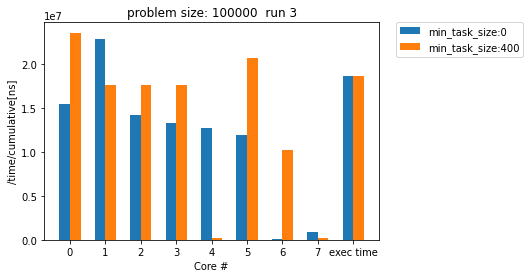 problem size: 100000  run 3
1e7
min_task_size:0
min_task_size:400
2.0
1.5
1.0
0.5
0.0
/time/cumulative[ns]
0 1 2 3 4 5 6 7 exec time
Core #